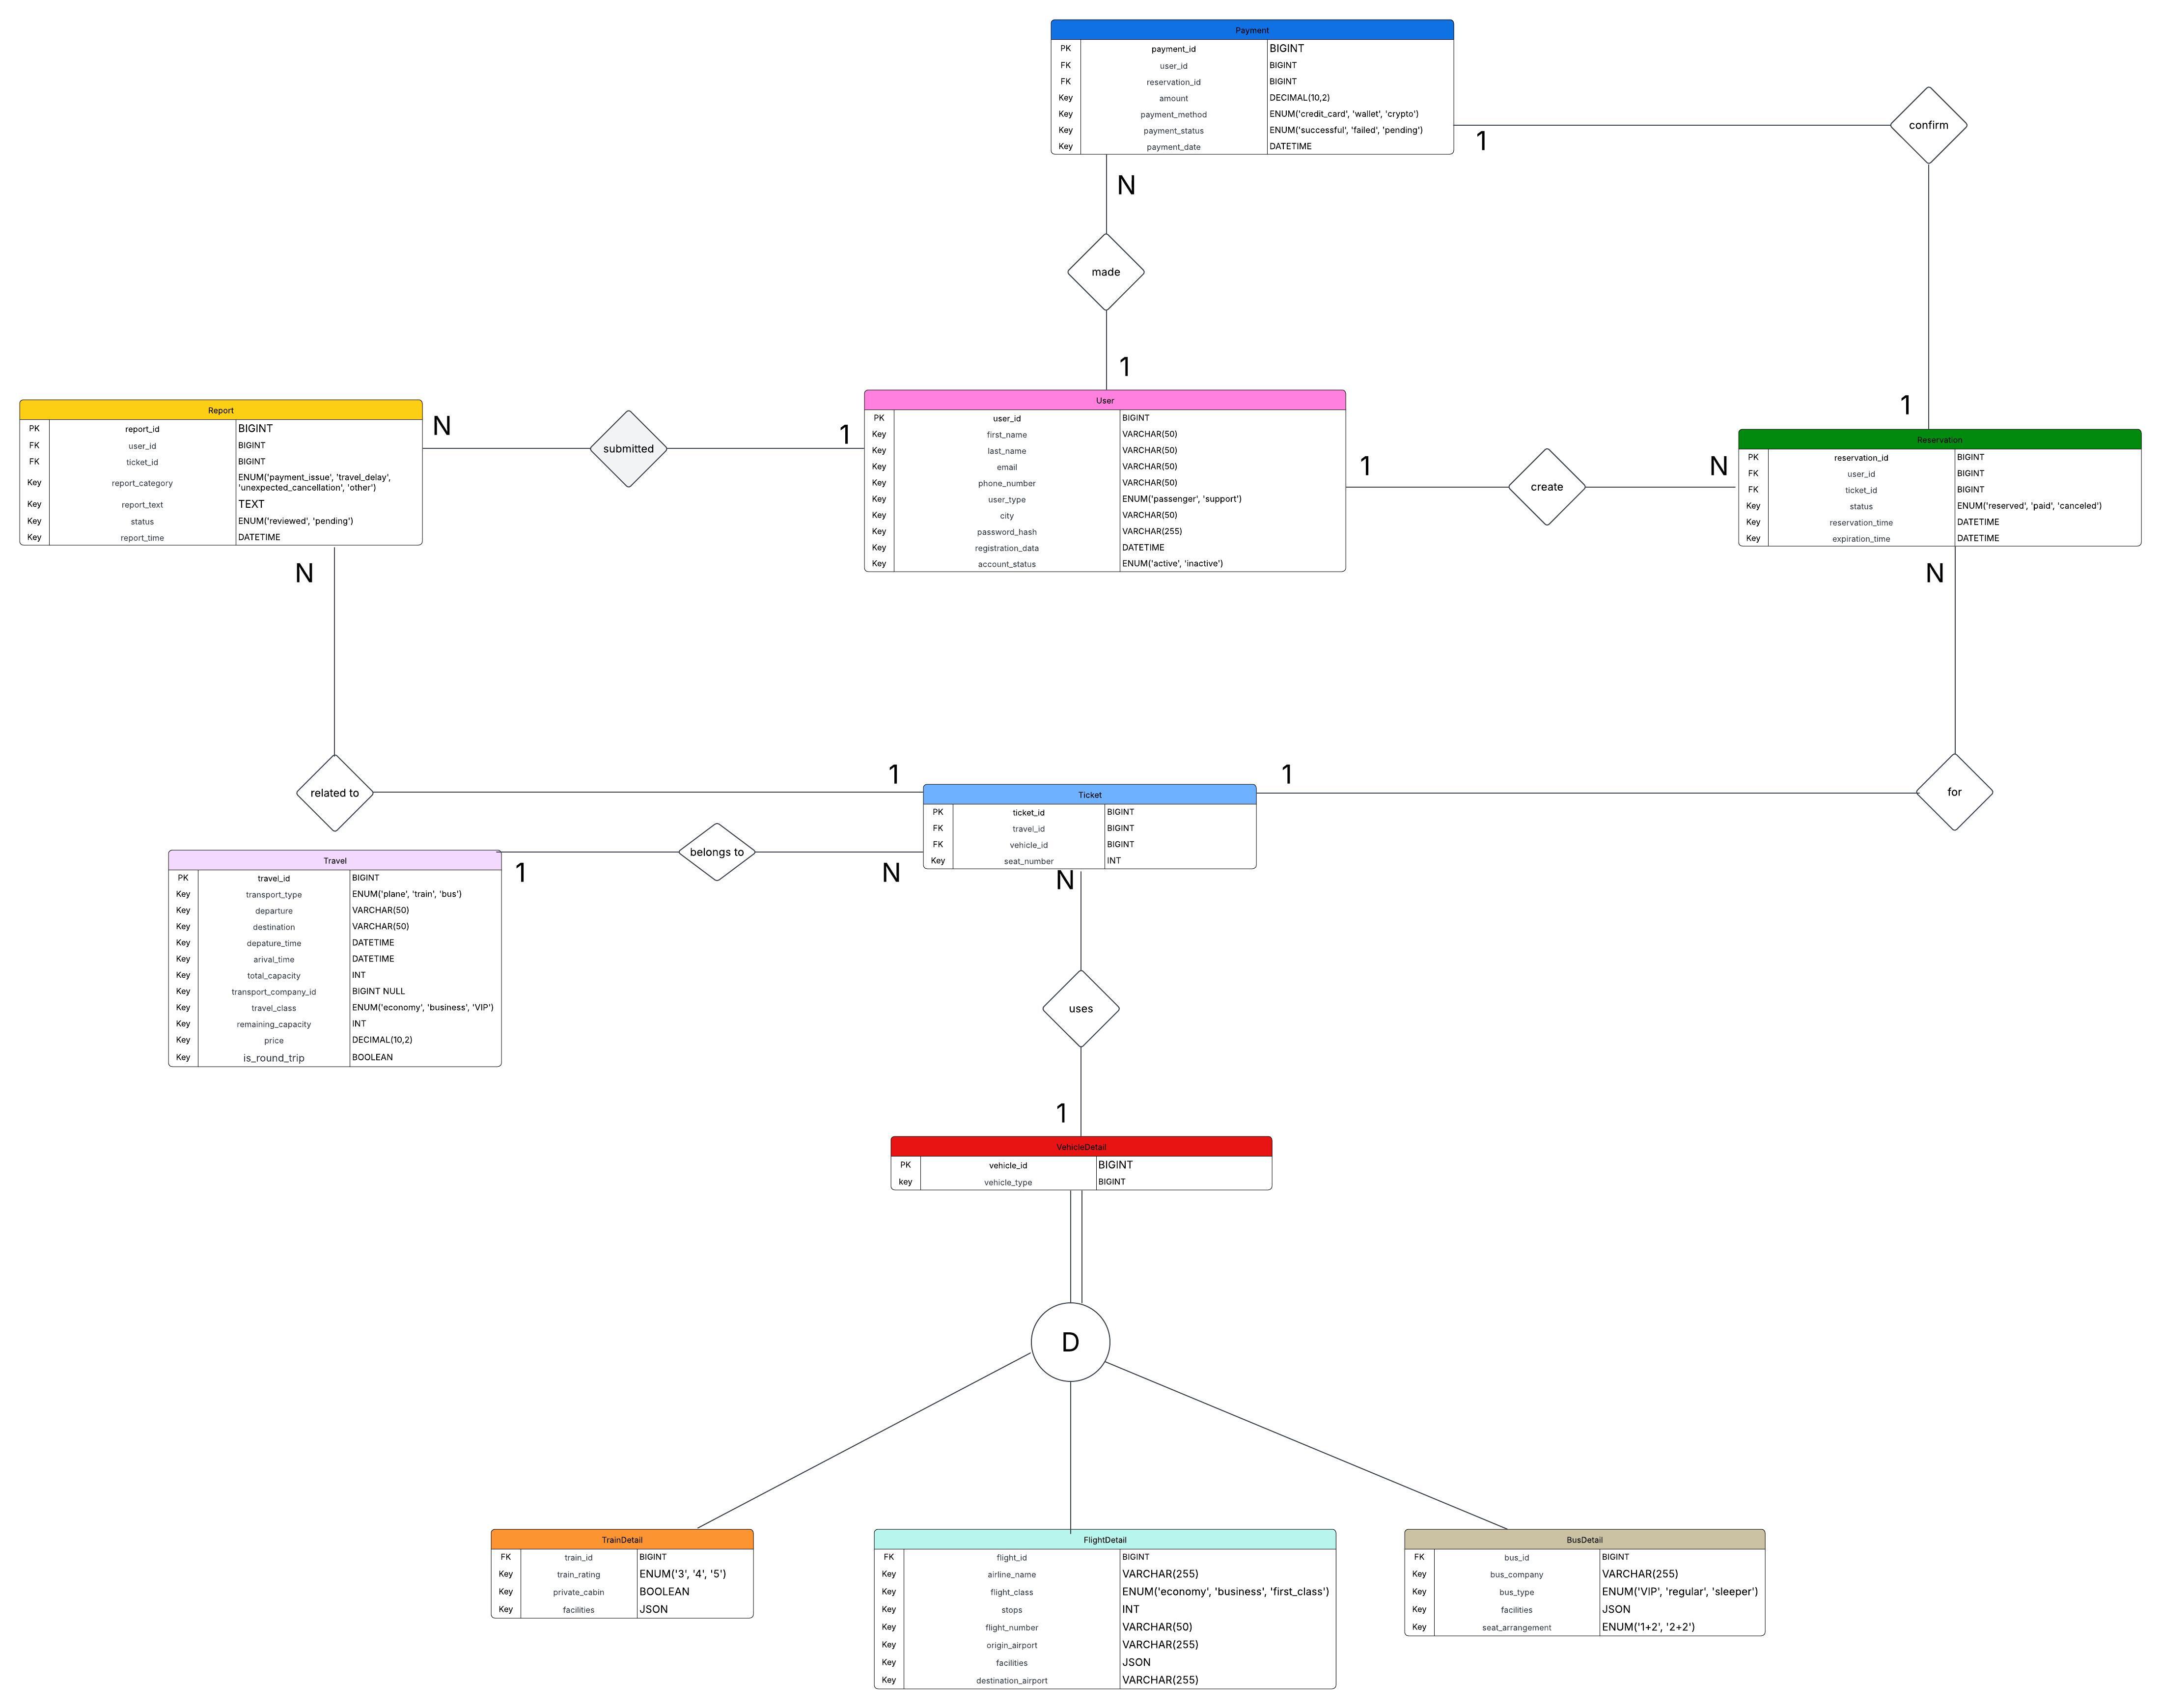 Payment
PK payment_id BIGINT
FK user_id BIGINT
FK reservation_id BIGINT
Key amount DECIMAL(10,2)
Key payment_method ENUM('credit_card', 'wallet', 'crypto')
Key payment_status ENUM('successful', 'failed', 'pending')
Key payment_date DATETIME
1
confirm
N
made
1
1
Report
PK report_id BIGINT
FK user_id BIGINT
FK ticket_id BIGINT
Key report_category ENUM('payment_issue', 'travel_delay',
'unexpected_cancellation', 'other')
Key report_text TEXT
Key status ENUM('reviewed', 'pending')
Key report_time DATETIME
N
submitted
1
User
PK user_id BIGINT
Key first_name VARCHAR(50)
Key last_name VARCHAR(50)
Key email VARCHAR(50)
Key phone_number VARCHAR(50)
Key user_type ENUM('passenger', 'support')
Key city VARCHAR(50)
Key password_hash VARCHAR(255)
Key registration_data DATETIME
Key account_status ENUM('active', 'inactive')
1
create
N
Reservation
PK reservation_id BIGINT
FK user_id BIGINT
FK ticket_id BIGINT
Key status ENUM('reserved', 'paid', 'canceled')
Key reservation_time DATETIME
Key expiration_time DATETIME
N
N
related to
1
1
for
Ticket
PK ticket_id BIGINT
FK travel_id BIGINT
FK vehicle_id BIGINT
Key seat_number INT
belongs to
1
N
N
Travel
PK travel_id BIGINT
Key transport_type ENUM('plane', 'train', 'bus')
Key departure VARCHAR(50)
Key destination VARCHAR(50)
Key depature_time DATETIME
Key arival_time DATETIME
Key total_capacity INT
Key transport_company_id BIGINT NULL
Key travel_class ENUM('economy', 'business', 'VIP')
Key remaining_capacity INT
Key price DECIMAL(10,2)
Key is_round_trip BOOLEAN
uses
1
VehicleDetail
PK vehicle_id BIGINT
key vehicle_type BIGINT
D
TrainDetail
FK train_id BIGINT
Key train_rating ENUM('3', '4', '5')
Key private_cabin BOOLEAN
Key facilities JSON
FlightDetail
FK flight_id BIGINT
Key airline_name VARCHAR(255)
Key flight_class ENUM('economy', 'business', 'first_class')
Key stops INT
Key flight_number VARCHAR(50)
Key origin_airport VARCHAR(255)
Key facilities JSON
Key destination_airport VARCHAR(255)
BusDetail
FK bus_id BIGINT
Key bus_company VARCHAR(255)
Key bus_type ENUM('VIP', 'regular', 'sleeper')
Key facilities JSON
Key seat_arrangement ENUM('1+2', '2+2')